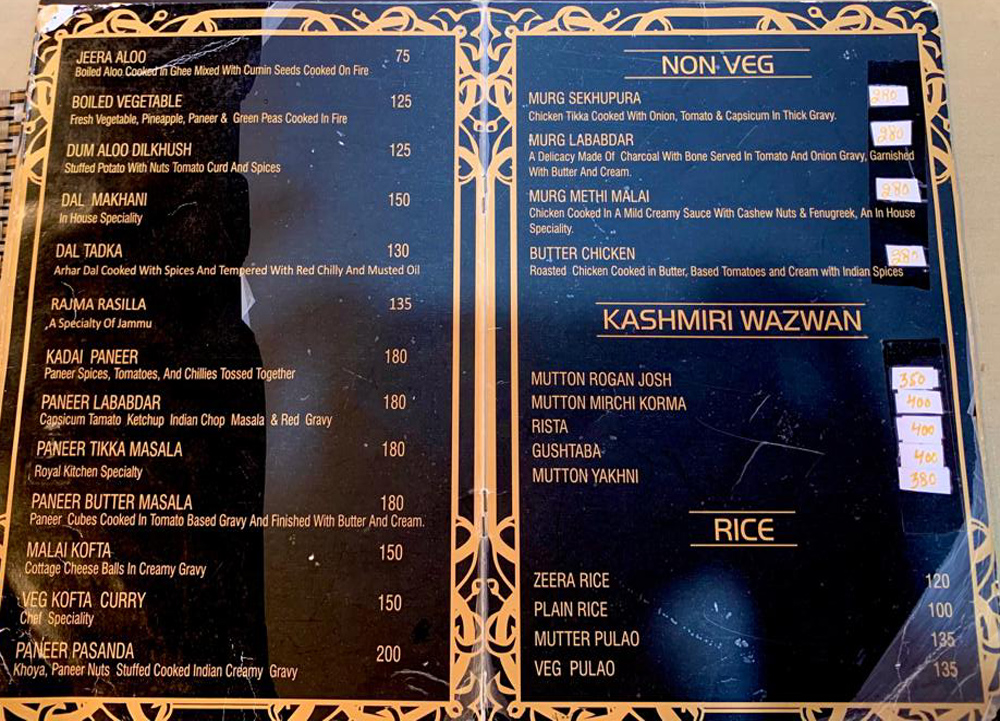 JEERA ALOO 75
Boiled Aloo Cooked In Ghee Mixed With Cumin Seeds Cooked On Fire
BOILED VEGETABLE 125
Fresh Vegetable, Pineapple, Paneer & Green Peas Cooked In Fire
DUM ALOO DILKHUSH 125
Stuffed Potato With Nuts Tomato Curd And Spices
DAL MAKHANI 150
In House Speciality
DAL TADKA 130
Arhar Dal Cooked With Spices And Tempered With Red Chilly And Musted Oil
RAJMA RASILLA 135
A Specialty Of Jammu
KADAI PANEER 180
Paneer Spices, Tomatoes, And Chillies Tossed Together
PANEER LABABDAR 180
Capsicum Tamato Ketchup Indian Chop Masala & Red Gravy
PANEER TIKKA MASALA 180
Royal Kitchen Specialty
PANEER BUTTER MASALA 180
Paneer Cubes Cooked In Tomato Based Gravy And Finished With Butter And Cream.
MALAI KOFTA 150
Cottage Cheese Balls In Creamy Gravy
VEG KOFTA CURRY 150
Chef Speciality
PANEER PASANDA 200
Khoya, Paneer Nuts Stuffed Cooked Indian Creamy Gravy
NON VEG
MURG SEKHUPURA 280
Chicken Tikka Cooked With Onion, Tomato & Capsicum In Thick Gravy.
MURG LABABDAR 280
A Delicacy Made Of Charcoal With Bone Served In Tomato And Onion Gravy, Garnished
With Butter And Cream.
MURG METHI MALAI 280
Chicken Cooked In A Mild Creamy Sauce With Cashew Nuts & Fenugreek, An In House
Speciality.
BUTTER CHICKEN 280
Roasted Chicken Cooked in Butter, Based Tomatoes and Cream with Indian Spices
KASHMIRI WAZWAN
MUTTON ROGAN JOSH 350
MUTTON MIRCHI KORMA 400
RISTA 400
GUSHTABA 400
MUTTON YAKHNI 380
RICE
ZEERA RICE 120
PLAIN RICE 100
MUTTER PULAO 135
VEG PULAO 135